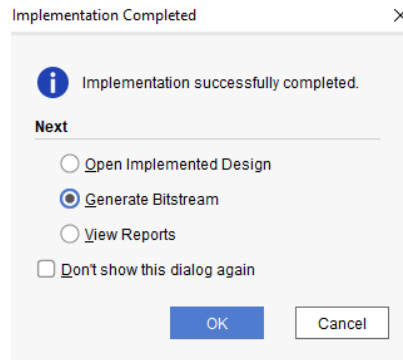 Implementation Completed
Implementation successfully completed.
Next
Open Implemented Design
Generate Bitstream
View Reports
Don't show this dialog again
OK
Cancel